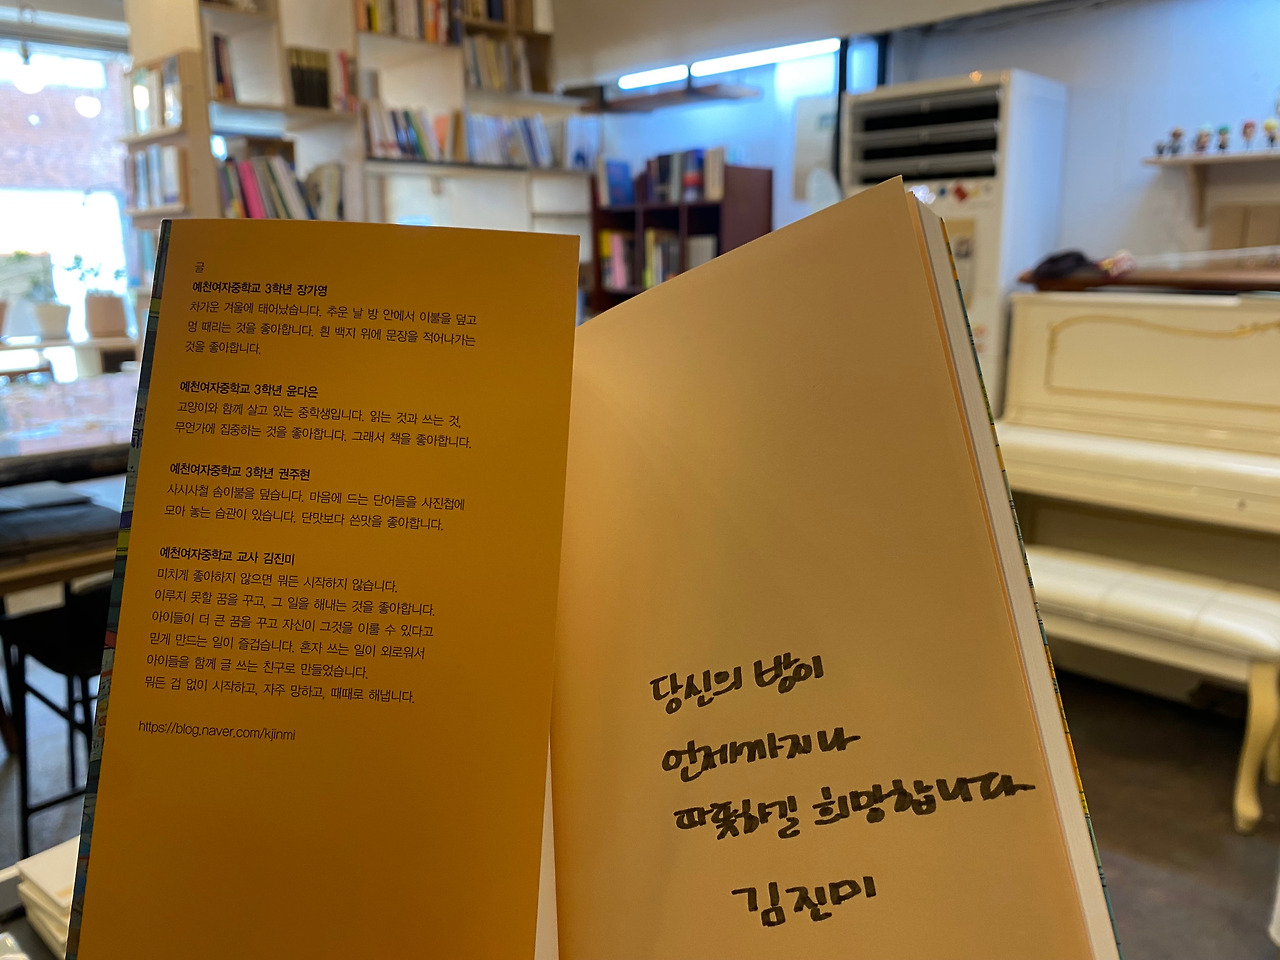 글
예천여자중학교 3학년 장가영
차가운 겨울에 태어났습니다. 추운 날 방 안에서 이불을 덮고
멍 때리는 것을 좋아합니다. 흰 백지 위에 문장을 적어나가는
것을 좋아합니다.
예천여자중학교 3학년 윤다은
고양이와 함께 살고 있는 중학생입니다. 읽는 것과 쓰는 것,
무언가에 집중하는 것을 좋아합니다. 그래서 책을 좋아합니다.
예천여자중학교 3학년 권주현
사시사철 솜이불을 덮습니다. 마음에 드는 단어들을 사진첩에
모아 놓는 습관이 있습니다. 단맛보다 쓴맛을 좋아합니다.
예천여자중학교 교사 김진미
미치게 좋아하지 않으면 뭐든 시작하지 않습니다.
이루지 못할 꿈을 꾸고, 그 일을 해내는 것을 좋아합니다.
아이들이 더 큰 꿈을 꾸고 자신이 그것을 이룰 수 있다고
믿게 만드는 일이 즐겁습니다. 혼자 쓰는 일이 외로워서
아이들을 함께 글 쓰는 친구로 만들었습니다.
뭐든 겁 없이 시작하고, 자주 망하고, 때때로 해냅니다.
https://blog.naver.com/kjinmi
당신의 밤이
언제까지나
따뜻하길 희망합니다
김진미